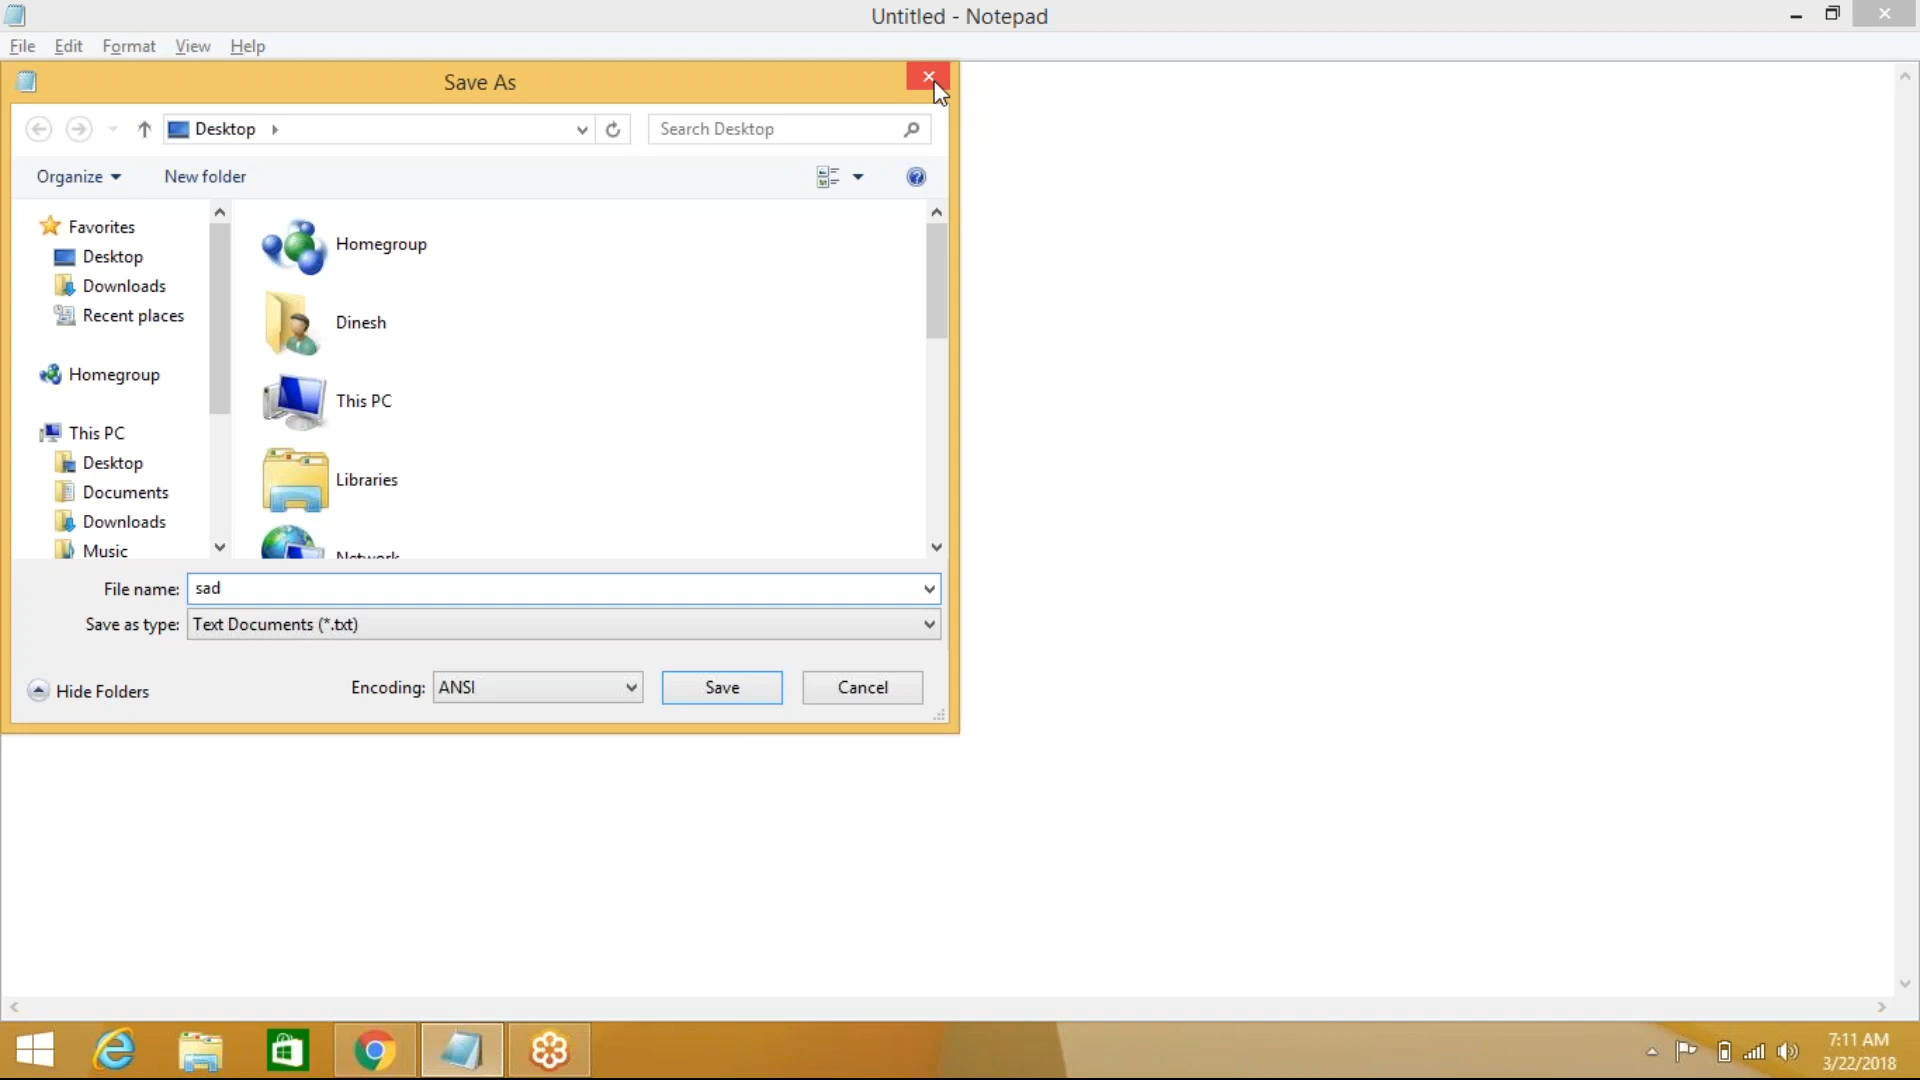 Untitled - Notepad
File Edit Format View Help
Save As
Desktop
Search Desktop
Organize
New folder
Favorites
Desktop
Downloads
Recent places
Homegroup
This PC
Desktop
Documents
Downloads
Music
Homegroup
Dinesh
This PC
Libraries
Network
File name: sad
Save as type: Text Documents (*.txt)
Hide Folders
Encoding: ANSI
Save
Cancel
7:11 AM
3/22/2018